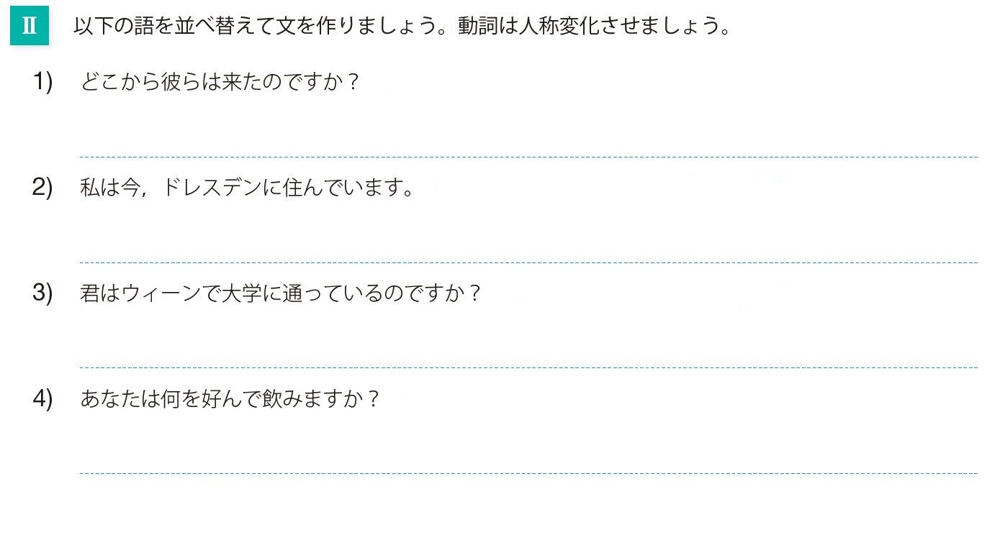 II 以下の語を並べ替えて文を作りましょう。動詞は人称変化させましょう。
1) どこから彼らは来たのですか？
2) 私は今，ドレスデンに住んでいます。
3) 君はウィーンで大学に通っているのですか？
4) あなたは何を好んで飲みますか？